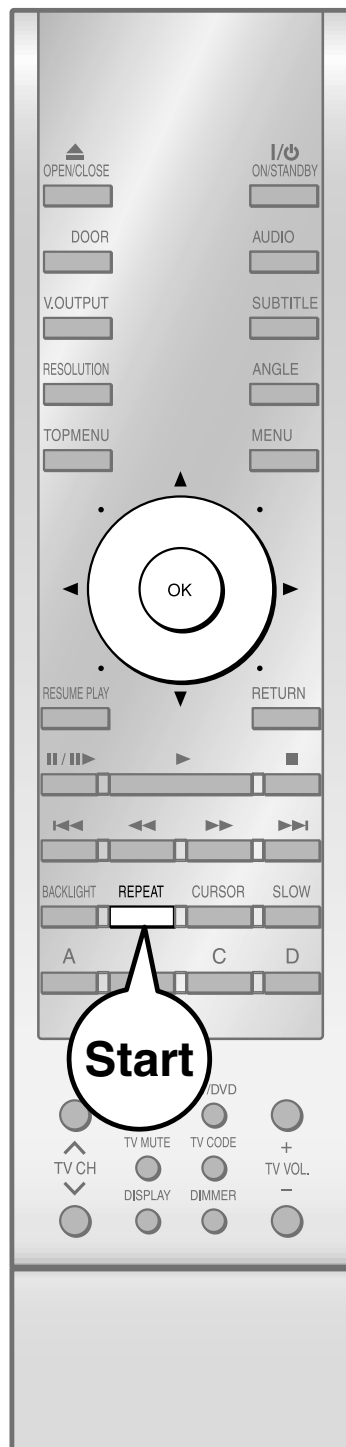 OPEN/CLOSE ON/STANDBY
DOOR AUDIO
V.OUTPUT SUBTITLE
RESOLUTION ANGLE
TOPMENU MENU
OK
RESUME PLAY RETURN
BACKLIGHT REPEAT CURSOR SLOW
A C D
Start
/DVD
TV CH TV MUTE TV CODE + TV VOL. −
DISPLAY DIMMER